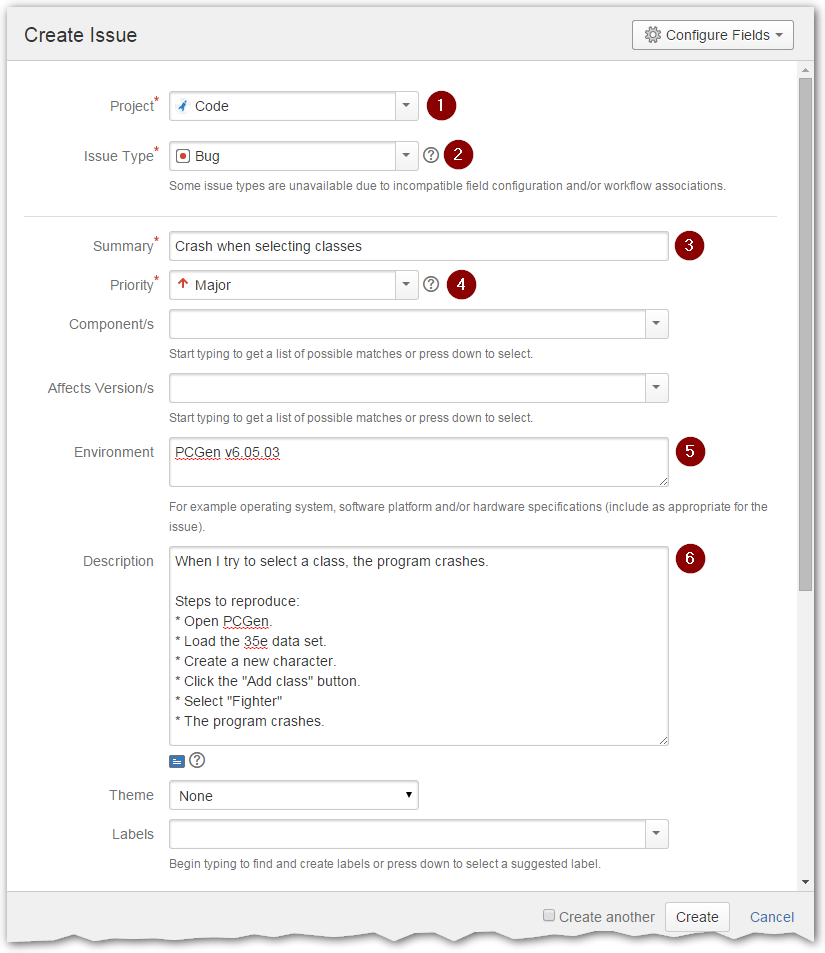 Create Issue
Configure Fields
Project* Code 1
Issue Type* Bug ? 2
Some issue types are unavailable due to incompatible field configuration and/or workflow associations.
Summary* Crash when selecting classes 3
Priority* Major ? 4
Component/s
Start typing to get a list of possible matches or press down to select.
Affects Version/s
Start typing to get a list of possible matches or press down to select.
Environment PCGen v6.05.03 5
For example operating system, software platform and/or hardware specifications (include as appropriate for the
issue).
Description When I try to select a class, the program crashes. 6
Steps to reproduce:
* Open PCGen.
* Load the 35e data set.
* Create a new character.
* Click the "Add class" button.
* Select "Fighter"
* The program crashes.
?
Theme None
Labels
Begin typing to find and create labels or press down to select a suggested label.
Create another Create Cancel